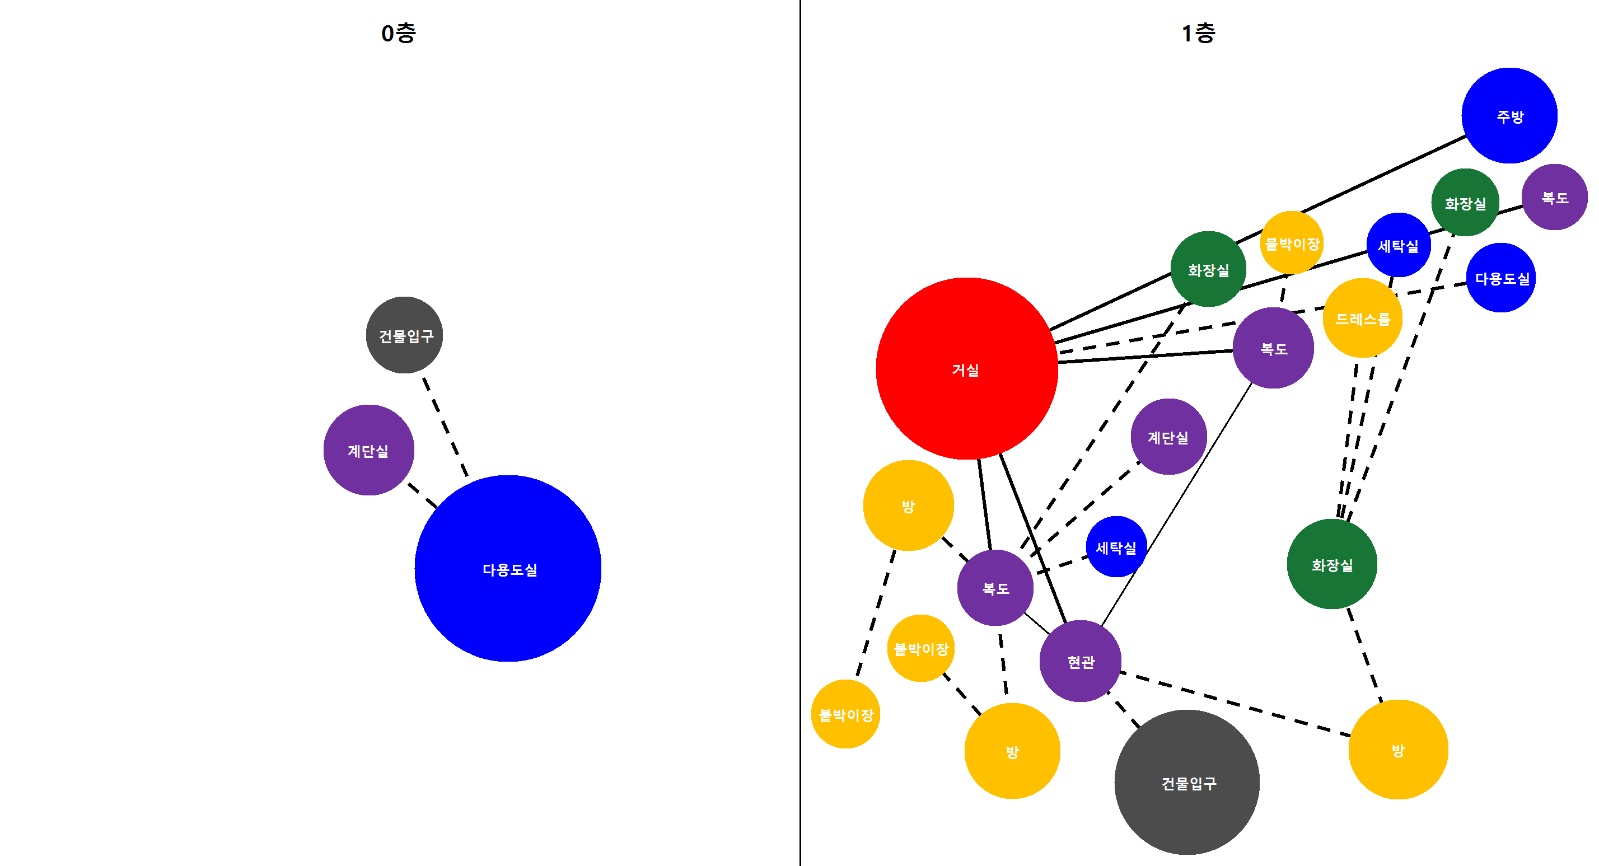 0층
건물입구
계단실
다용도실
1층
주방
화장실
복도
붙박이장
세탁실
화장실
다용도실
드레스룸
복도
거실
계단실
방
세탁실
화장실
복도
붙박이장
현관
붙박이장
방
방
건물입구